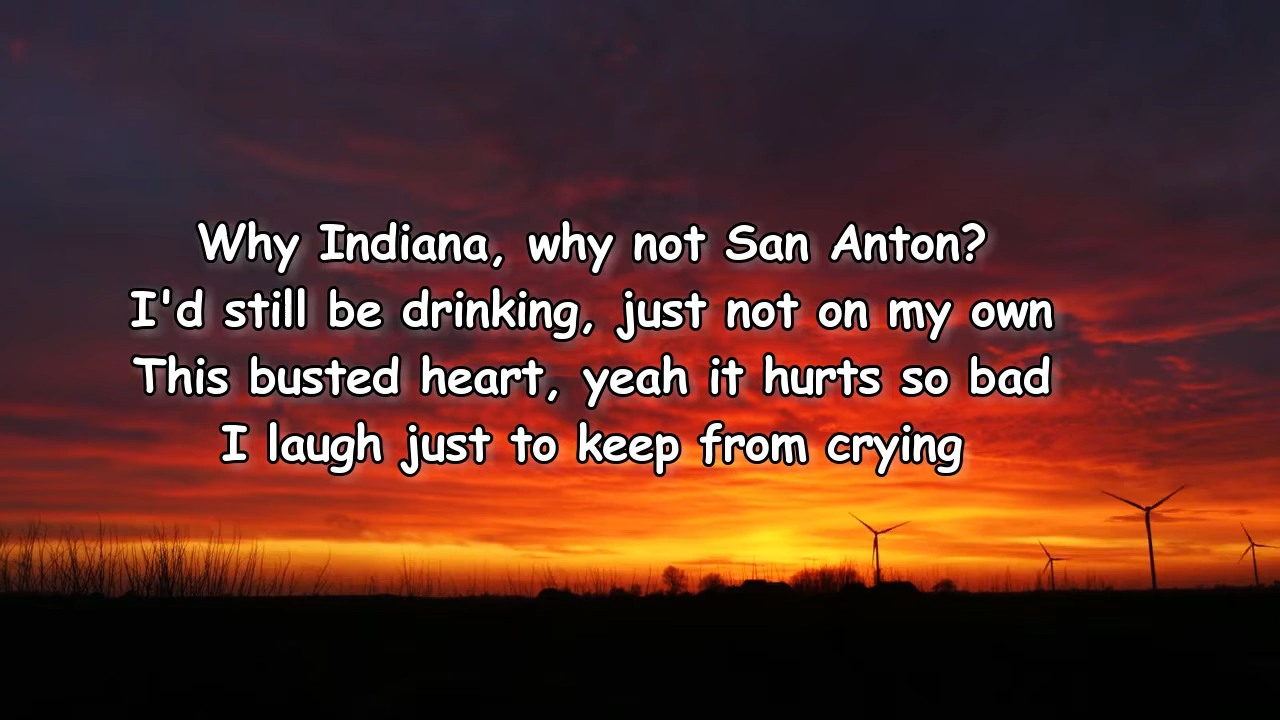 Why Indiana, why not San Anton?
I'd still be drinking, just not on my own
This busted heart, yeah it hurts so bad
I laugh just to keep from crying